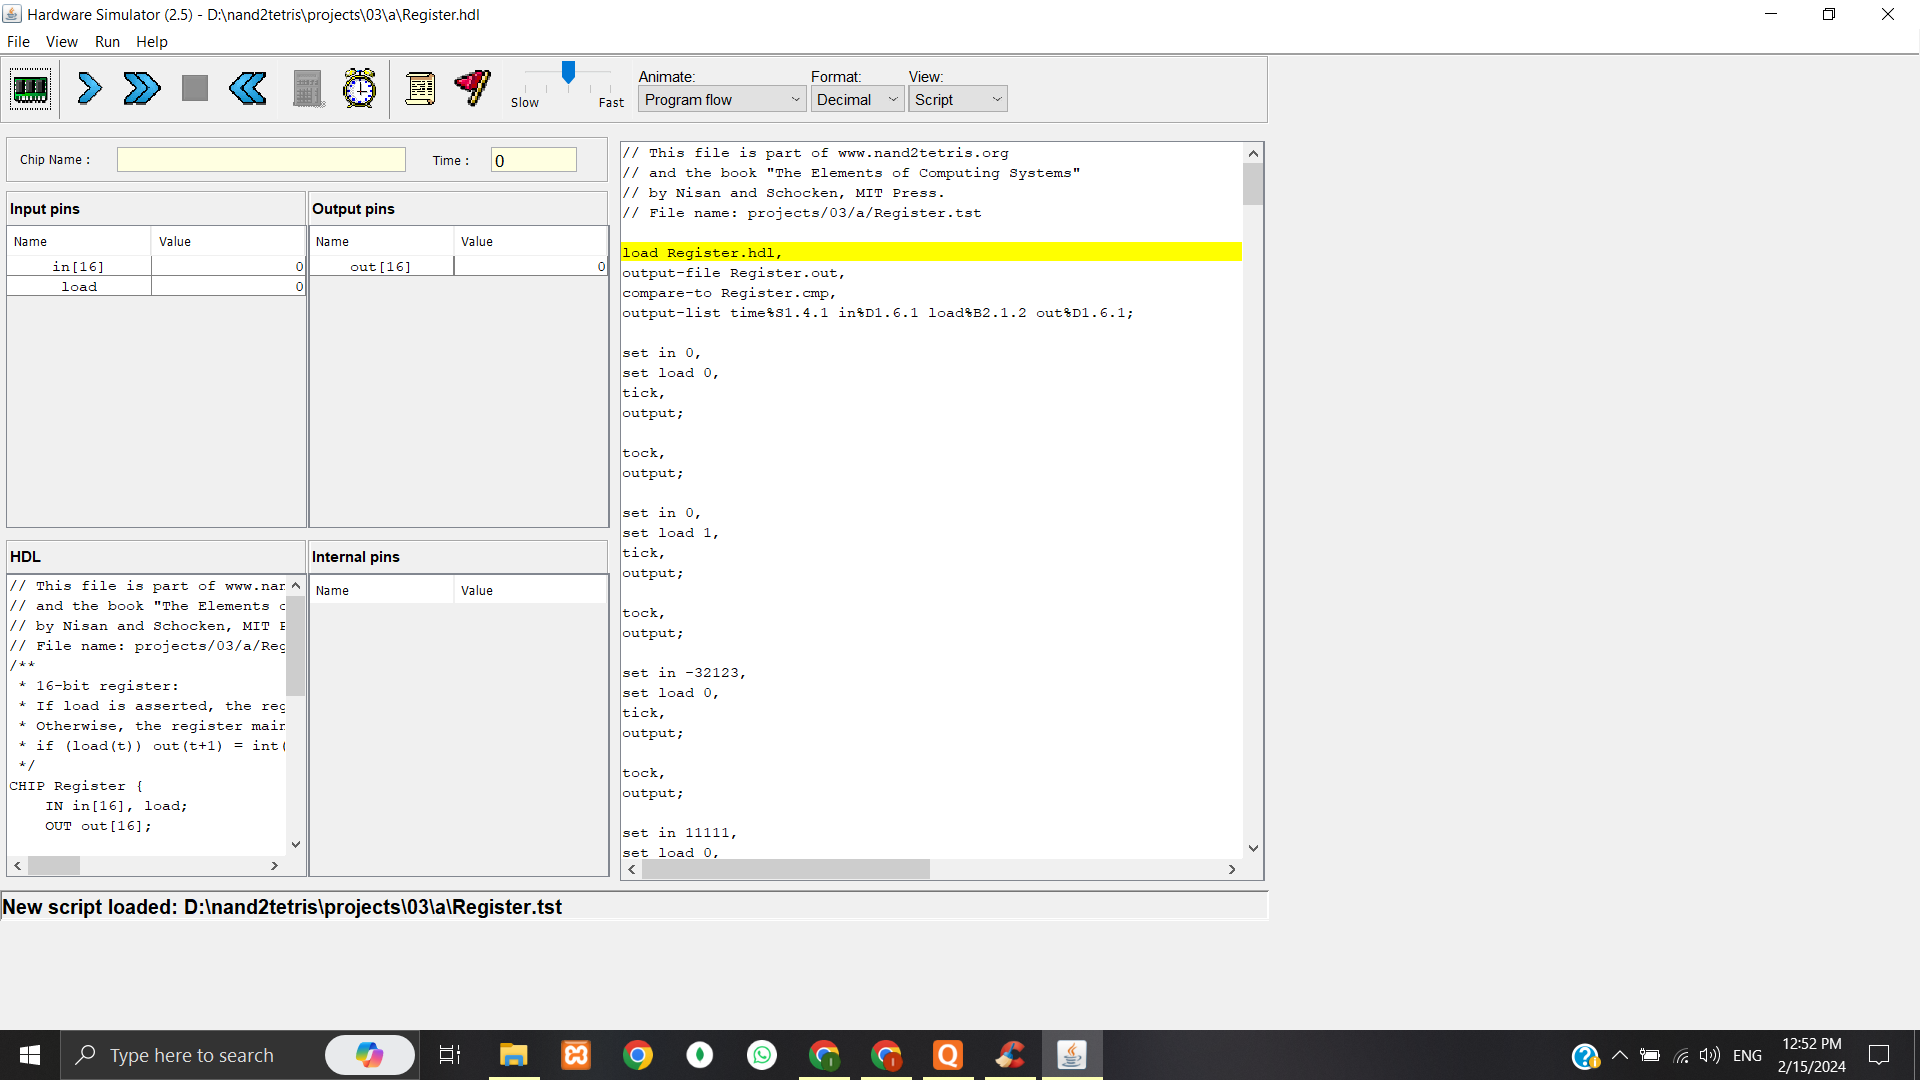 Hardware Simulator (2.5) - D:\nand2tetris\projects\03\a\Register.hdl
File View Run Help
Slow Fast
Animate: Format: View:
Program flow Decimal Script
Chip Name :
Time : 0
Input pins
Name Value
in[16] 0
load 0
Output pins
Name Value
out[16] 0
HDL
// This file is part of www.nan
// and the book "The Elements o
// by Nisan and Schocken, MIT P
// File name: projects/03/a/Reg
/**
* 16-bit register:
* If load is asserted, the reg
* Otherwise, the register main
* if (load(t)) out(t+1) = int(
*/
CHIP Register {
IN in[16], load;
OUT out[16];
Internal pins
Name Value
// This file is part of www.nand2tetris.org
// and the book "The Elements of Computing Systems"
// by Nisan and Schocken, MIT Press.
// File name: projects/03/a/Register.tst
load Register.hdl,
output-file Register.out,
compare-to Register.cmp,
output-list time%S1.4.1 in%D1.6.1 load%B2.1.2 out%D1.6.1;
set in 0,
set load 0,
tick,
output;
tock,
output;
set in 0,
set load 1,
tick,
output;
tock,
output;
set in -32123,
set load 0,
tick,
output;
tock,
output;
set in 11111,
set load 0,
New script loaded: D:\nand2tetris\projects\03\a\Register.tst
Type here to search
ENG
12:52 PM
2/15/2024